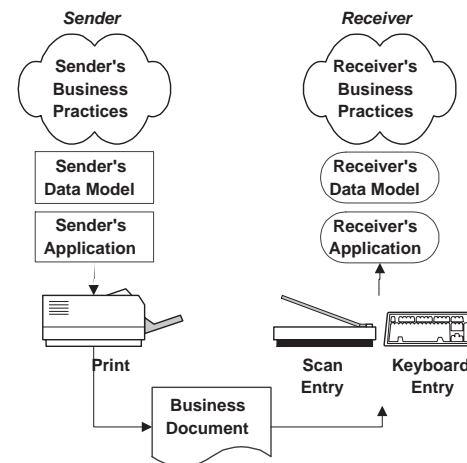 Sender
Receiver
Sender's
Business
Practices
Receiver's
Business
Practices
Sender's
Data Model
Receiver's
Data Model
Sender's
Application
Receiver's
Application
Print
Scan
Entry
Keyboard
Entry
Business
Document